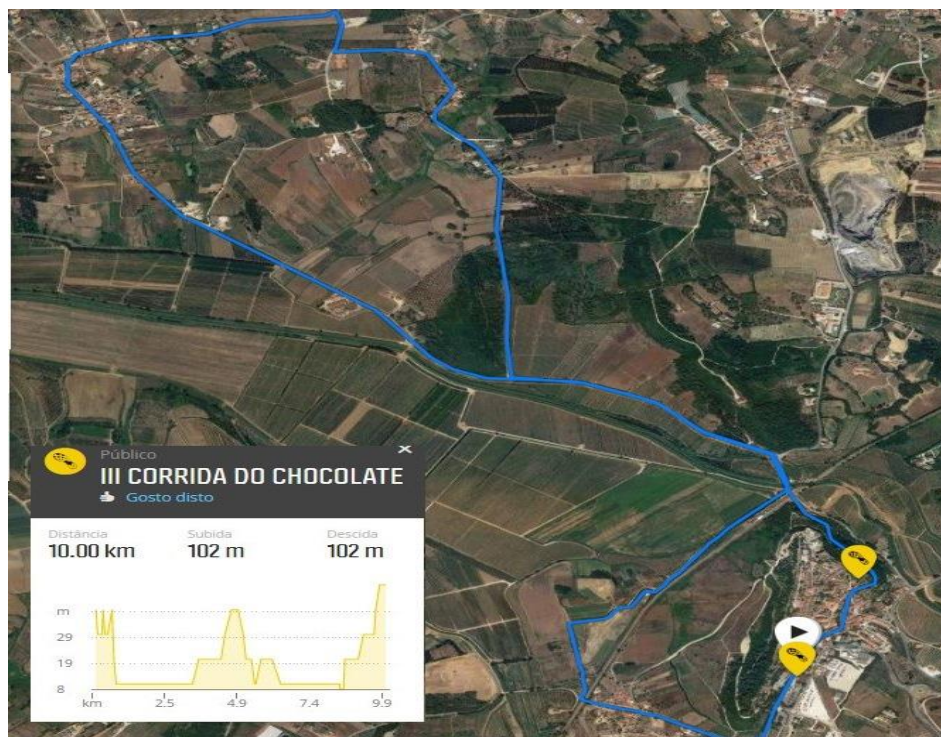 Público
III CORRIDA DO CHOCOLATE
Gosto disto
Distância Subida Descida
10.00 km 102 m 102 m
m
29
19
8
km 2.5 4.9 7.4 9.9